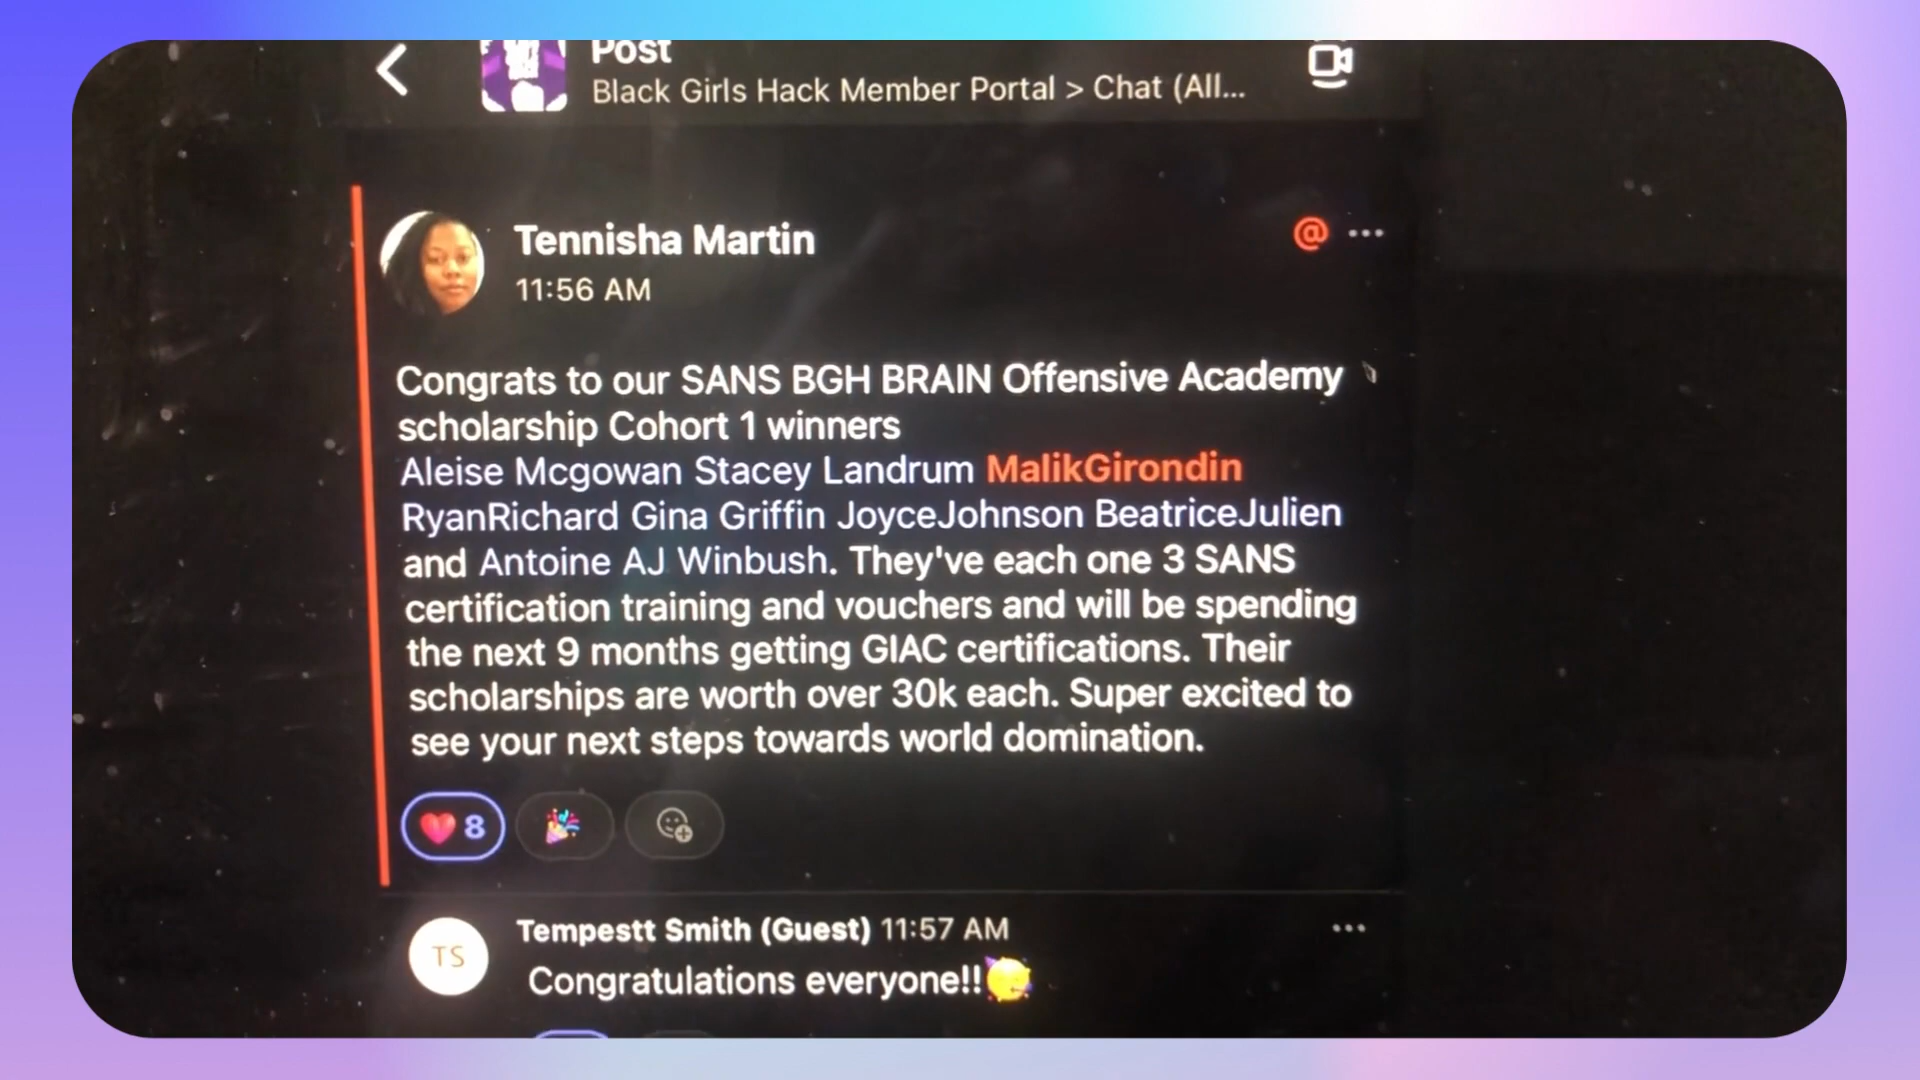 Post
Black Girls Hack Member Portal > Chat (All...
Tennisha Martin
@ ...
11:56 AM
Congrats to our SANS BGH BRAIN Offensive Academy
scholarship Cohort 1 winners
Aleise Mcgowan Stacey Landrum MalikGirondin
RyanRichard Gina Griffin JoyceJohnson BeatriceJulien
and Antoine AJ Winbush. They've each one 3 SANS
certification training and vouchers and will be spending
the next 9 months getting GIAC certifications. Their
scholarships are worth over 30k each. Super excited to
see your next steps towards world domination.
8
TS
Tempestt Smith (Guest) 11:57 AM
Congratulations everyone!!